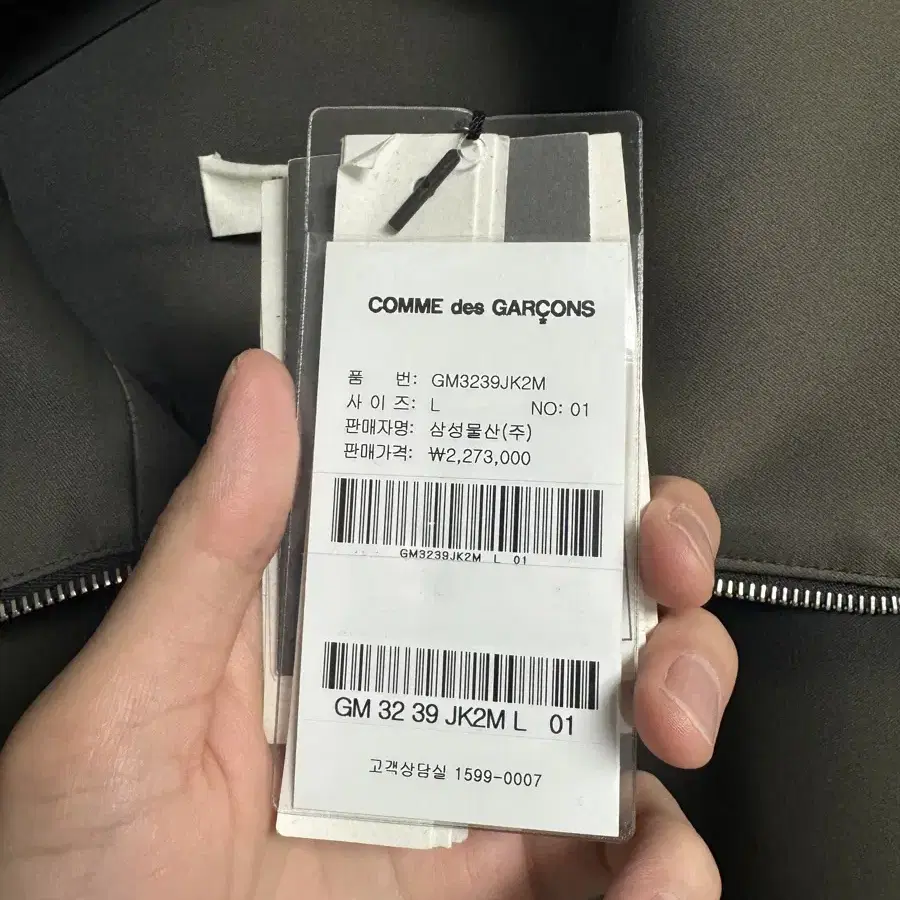 COMME des GARÇONS
품 번: GM3239JK2M
사 이 즈: L NO: 01
판매자명: 삼성물산(주)
판매가격: ₩2,273,000
GM3239JK2M L 01
GM 32 39 JK2M L 01
고객상담실 1599-0007